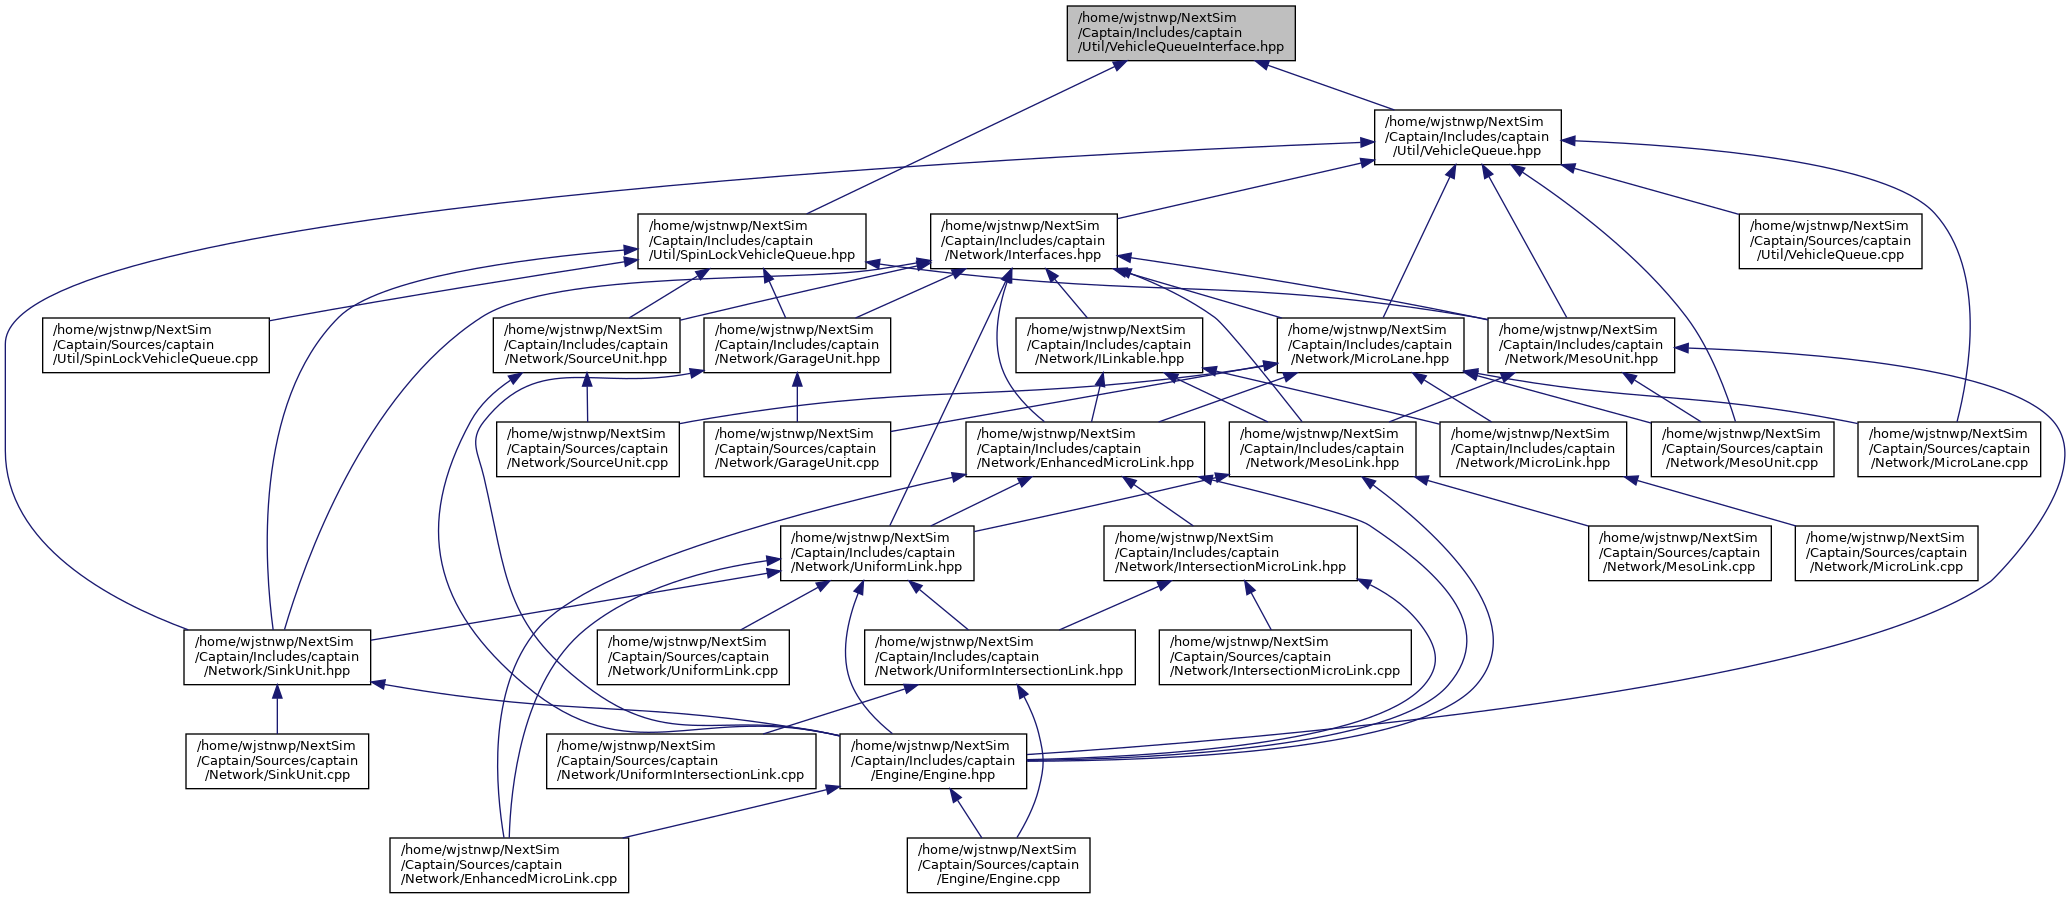 /home/wjstnwp/NextSim
/Captain/Includes/captain
/Util/VehicleQueueInterface.hpp
/home/wjstnwp/NextSim
/Captain/Includes/captain
/Util/VehicleQueue.hpp
/home/wjstnwp/NextSim
/Captain/Includes/captain
/Util/SpinLockVehicleQueue.hpp
/home/wjstnwp/NextSim
/Captain/Includes/captain
/Network/Interfaces.hpp
/home/wjstnwp/NextSim
/Captain/Sources/captain
/Util/VehicleQueue.cpp
/home/wjstnwp/NextSim
/Captain/Sources/captain
/Util/SpinLockVehicleQueue.cpp
/home/wjstnwp/NextSim
/Captain/Includes/captain
/Network/SourceUnit.hpp
/home/wjstnwp/NextSim
/Captain/Includes/captain
/Network/GarageUnit.hpp
/home/wjstnwp/NextSim
/Captain/Includes/captain
/Network/ILinkable.hpp
/home/wjstnwp/NextSim
/Captain/Includes/captain
/Network/MicroLane.hpp
/home/wjstnwp/NextSim
/Captain/Includes/captain
/Network/MesoUnit.hpp
/home/wjstnwp/NextSim
/Captain/Sources/captain
/Network/SourceUnit.cpp
/home/wjstnwp/NextSim
/Captain/Sources/captain
/Network/GarageUnit.cpp
/home/wjstnwp/NextSim
/Captain/Includes/captain
/Network/EnhancedMicroLink.hpp
/home/wjstnwp/NextSim
/Captain/Includes/captain
/Network/MesoLink.hpp
/home/wjstnwp/NextSim
/Captain/Includes/captain
/Network/MicroLink.hpp
/home/wjstnwp/NextSim
/Captain/Sources/captain
/Network/MesoUnit.cpp
/home/wjstnwp/NextSim
/Captain/Sources/captain
/Network/MicroLane.cpp
/home/wjstnwp/NextSim
/Captain/Includes/captain
/Network/UniformLink.hpp
/home/wjstnwp/NextSim
/Captain/Includes/captain
/Network/IntersectionMicroLink.hpp
/home/wjstnwp/NextSim
/Captain/Sources/captain
/Network/MesoLink.cpp
/home/wjstnwp/NextSim
/Captain/Sources/captain
/Network/MicroLink.cpp
/home/wjstnwp/NextSim
/Captain/Includes/captain
/Network/SinkUnit.hpp
/home/wjstnwp/NextSim
/Captain/Sources/captain
/Network/UniformLink.cpp
/home/wjstnwp/NextSim
/Captain/Includes/captain
/Network/UniformIntersectionLink.hpp
/home/wjstnwp/NextSim
/Captain/Sources/captain
/Network/IntersectionMicroLink.cpp
/home/wjstnwp/NextSim
/Captain/Sources/captain
/Network/SinkUnit.cpp
/home/wjstnwp/NextSim
/Captain/Sources/captain
/Network/UniformIntersectionLink.cpp
/home/wjstnwp/NextSim
/Captain/Includes/captain
/Engine/Engine.hpp
/home/wjstnwp/NextSim
/Captain/Sources/captain
/Network/EnhancedMicroLink.cpp
/home/wjstnwp/NextSim
/Captain/Sources/captain
/Engine/Engine.cpp